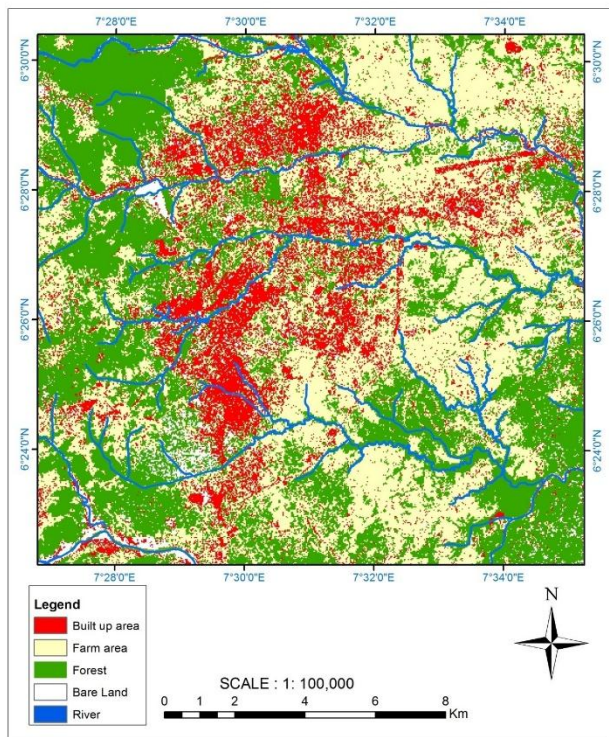 7°28'0"E 7°30'0"E 7°32'0"E 7°34'0"E
6°30'0"N 6°30'0"N
6°28'0"N 6°28'0"N
6°26'0"N 6°26'0"N
6°24'0"N 6°24'0"N
7°28'0"E 7°30'0"E 7°32'0"E 7°34'0"E
Legend
Built up area
Farm area
Forest
Bare Land
River
N
SCALE : 1: 100,000
0 1 2 4 6 8
Km